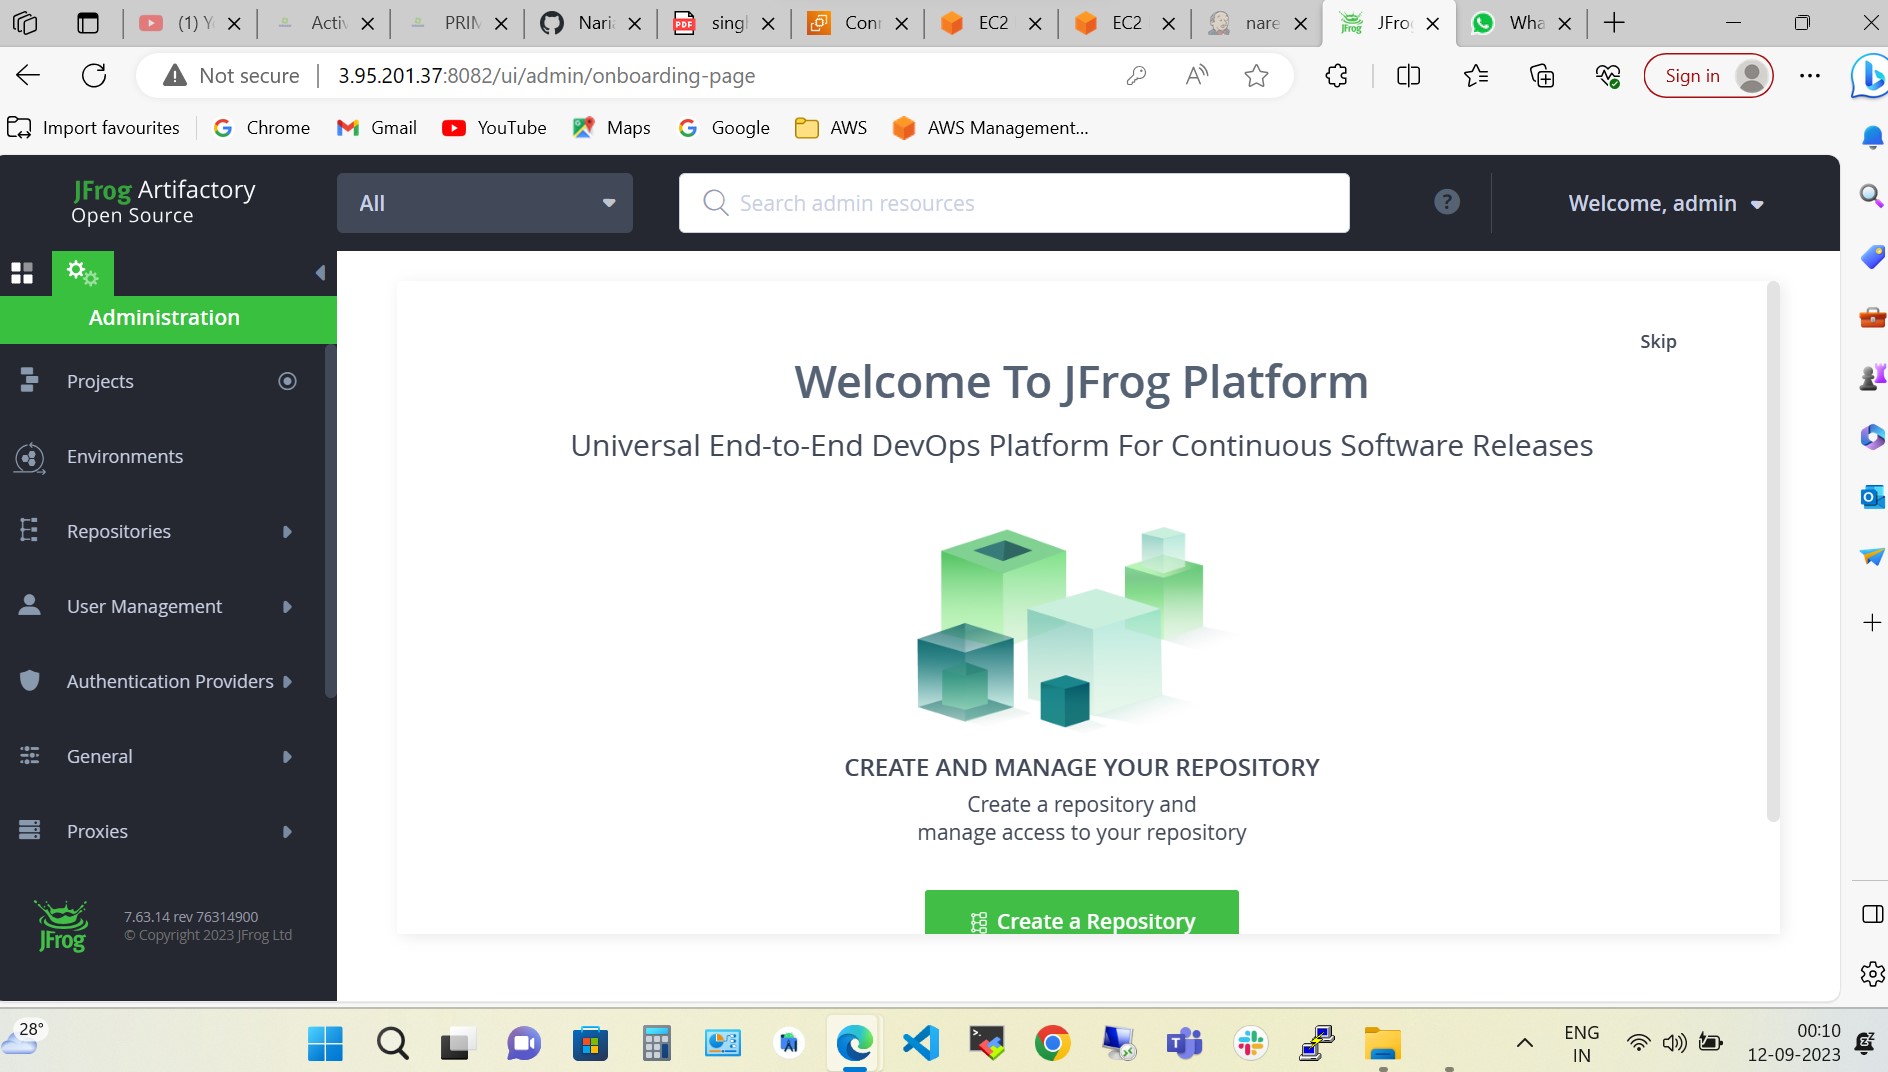 (1) Y
Activ
PRIM
Naria
PDF
singl
Conr
EC2
EC2
nare
JFrog
JFrog
Wha
Not secure
3.95.201.37:8082/ui/admin/onboarding-page
Sign in
Import favourites
Chrome
Gmail
YouTube
Maps
Google
AWS
AWS Management...
JFrog Artifactory
Open Source
All
Search admin resources
?
Welcome, admin
Administration
Projects
Environments
Repositories
User Management
Authentication Providers
General
Proxies
JFrog
7.63.14 rev 76314900
© Copyright 2023 JFrog Ltd
Skip
Welcome To JFrog Platform
Universal End-to-End DevOps Platform For Continuous Software Releases
CREATE AND MANAGE YOUR REPOSITORY
Create a repository and
manage access to your repository
Create a Repository
28°
ENG
IN
00:10
12-09-2023